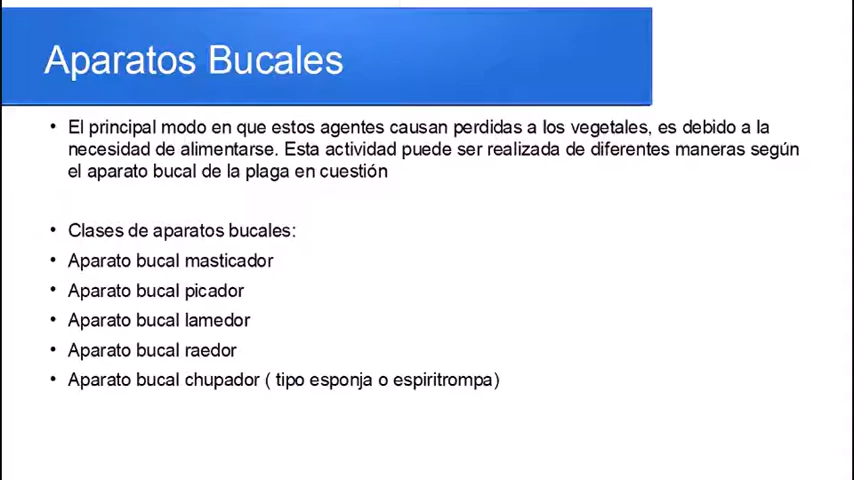 Aparatos Bucales
• El principal modo en que estos agentes causan perdidas a los vegetales, es debido a la
necesidad de alimentarse. Esta actividad puede ser realizada de diferentes maneras según
el aparato bucal de la plaga en cuestión
• Clases de aparatos bucales:
• Aparato bucal masticador
• Aparato bucal picador
• Aparato bucal lamedor
• Aparato bucal raedor
• Aparato bucal chupador ( tipo esponja o espiritrompa)